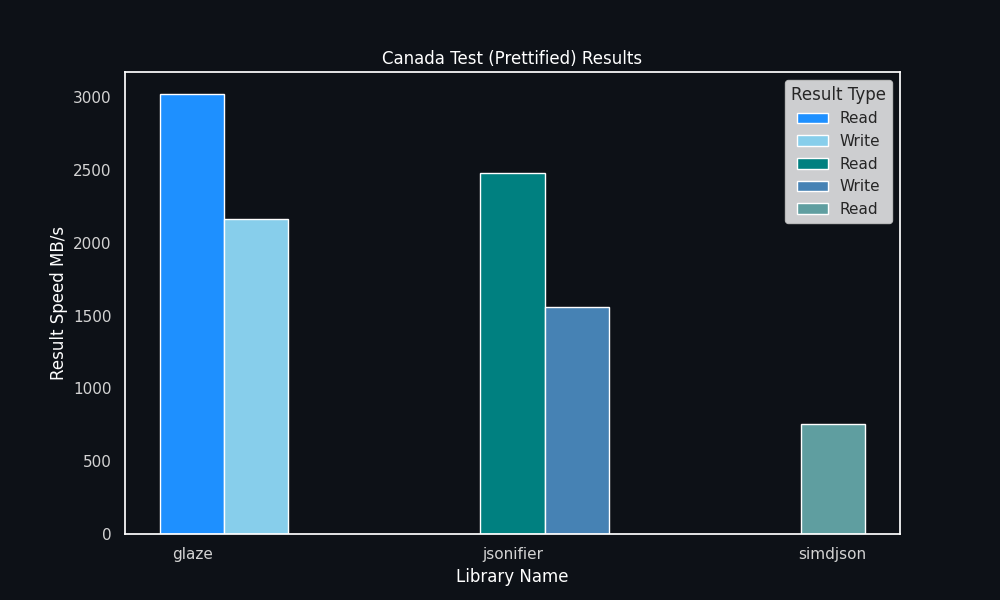 Canada Test (Prettified) Results
Result Type
Read
Write
Read
Write
Read
Result Speed MB/s
3000
2500
2000
1500
1000
500
0
glaze
jsonifier
simdjson
Library Name